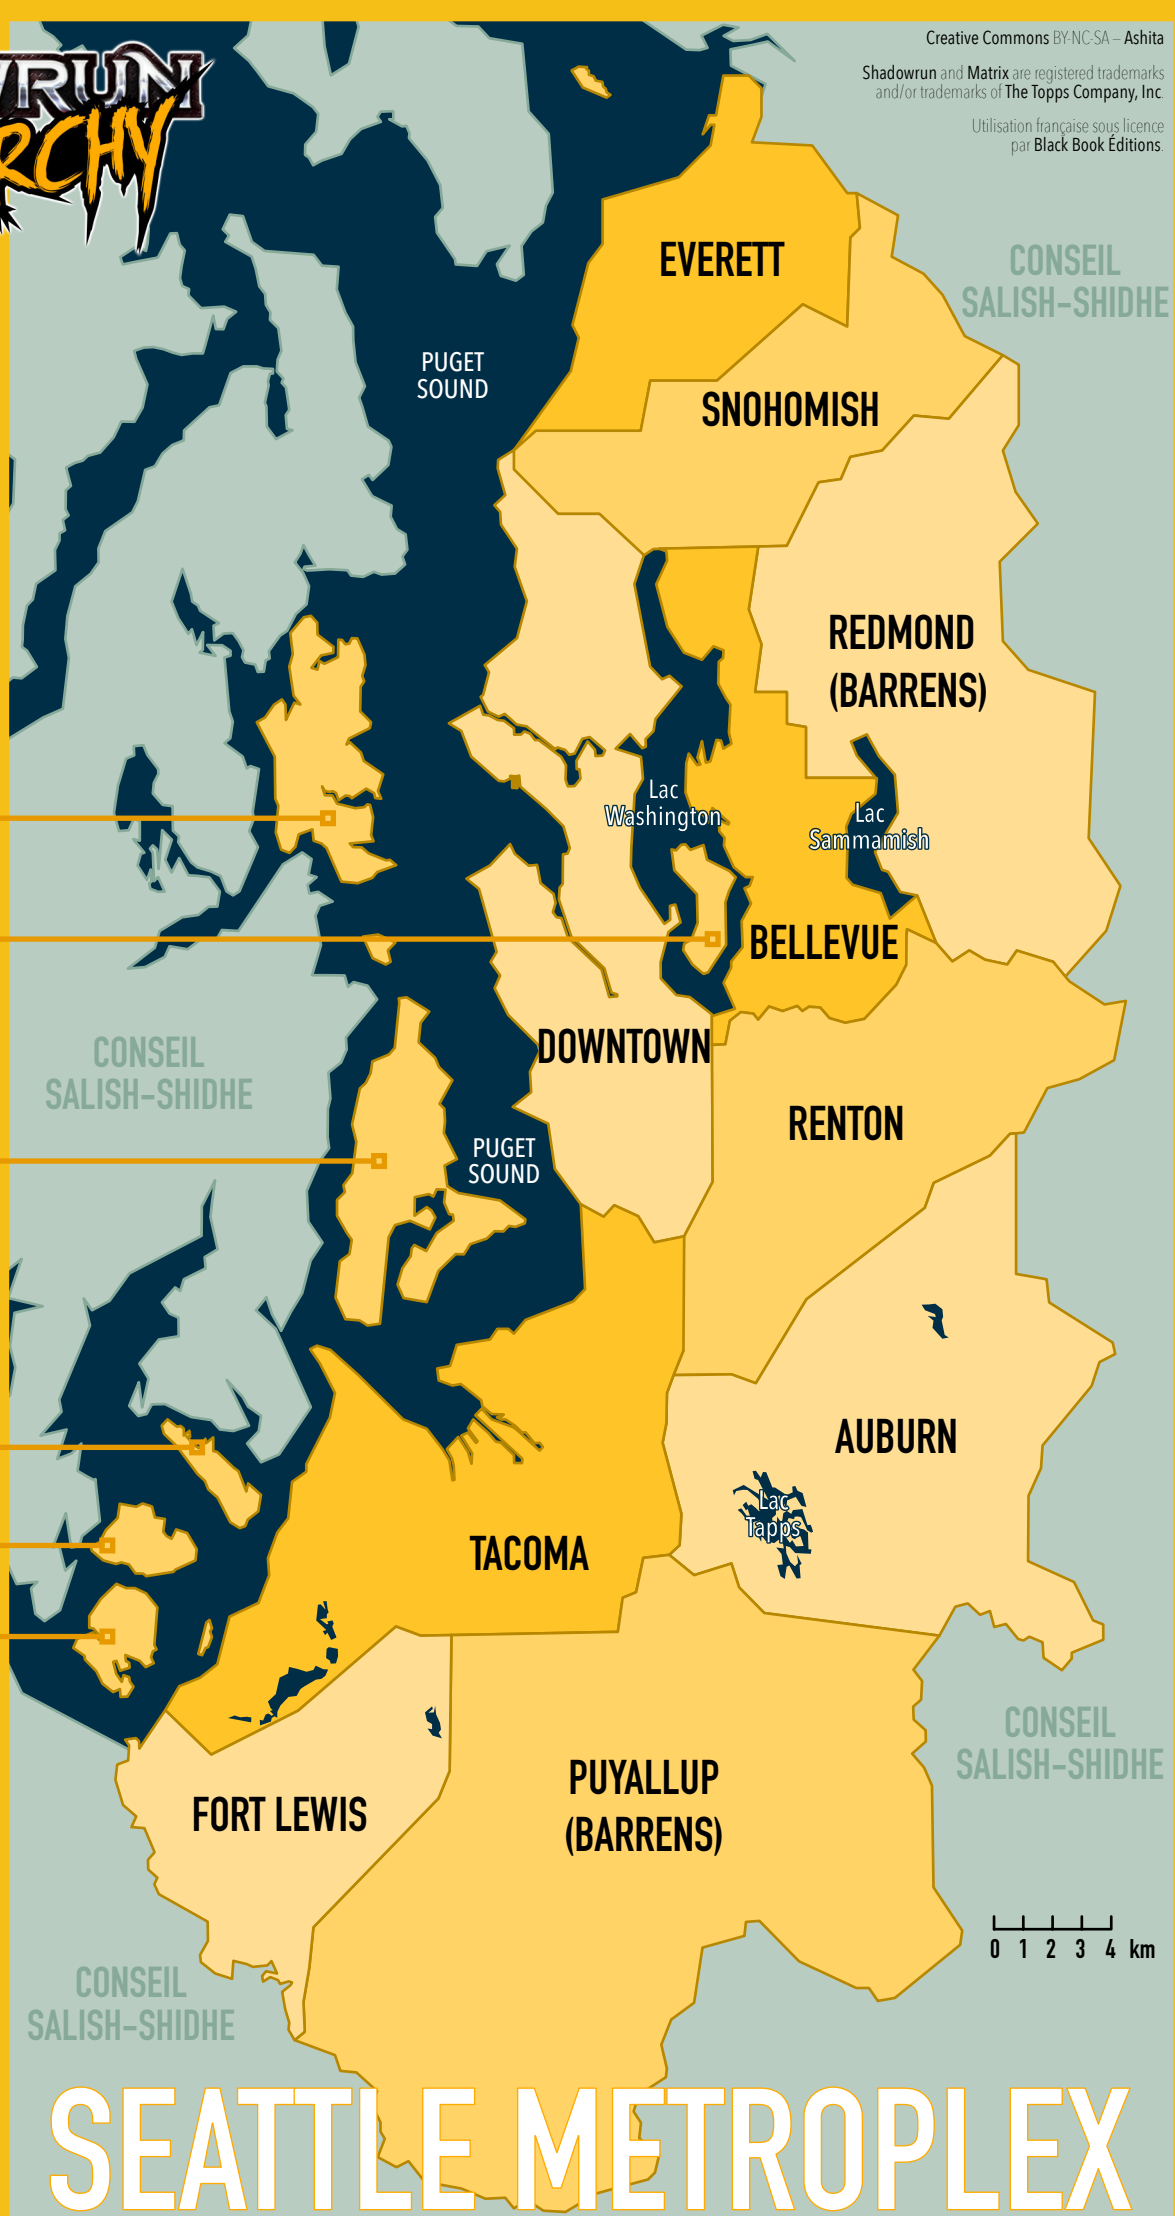 Creative Commons BY-NC-SA – Ashita
Shadowrun and Matrix are registered trademarks
and/or trademarks of The Topps Company, Inc.
Utilisation française sous licence
par Black Book Éditions.
WRUN
RCHY
EVERETT
CONSEIL
SALISH-SHIDHE
PUGET
SOUND
SNOHOMISH
REDMOND
(BARRENS)
Lac
Washington
Lac
Sammamish
BELLEVUE
DOWNTOWN
CONSEIL
SALISH-SHIDHE
RENTON
PUGET
SOUND
AUBURN
Lac
Tapps
TACOMA
CONSEIL
SALISH-SHIDHE
PUYALLUP
(BARRENS)
FORT LEWIS
0 1 2 3 4 km
CONSEIL
SALISH-SHIDHE
SEATTLE METROPLEX